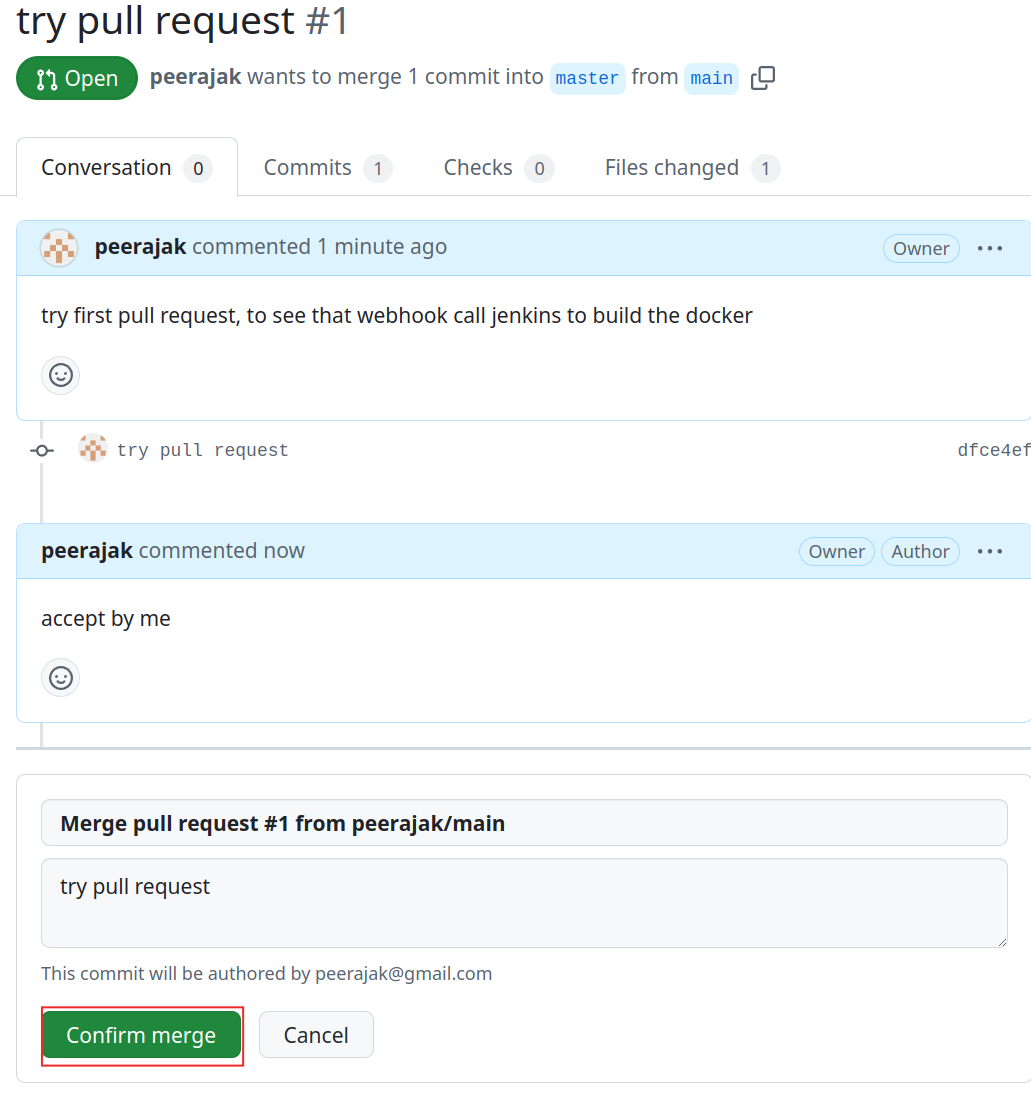 try pull request #1
Open peerajak wants to merge 1 commit into master from main
Conversation 0 Commits 1 Checks 0 Files changed 1
peerajak commented 1 minute ago Owner
try first pull request, to see that webhook call jenkins to build the docker
try pull request dfce4ef
peerajak commented now Owner Author
accept by me
Merge pull request #1 from peerajak/main
try pull request
This commit will be authored by peerajak@gmail.com
Confirm merge Cancel